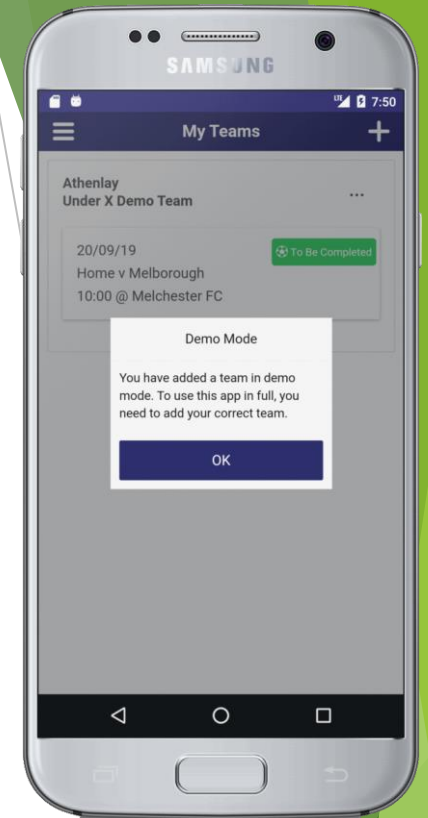 SAMSUNG
LTE 7:50
My Teams
Athenlay
Under X Demo Team
...
20/09/19
To Be Completed
Home v Melborough
10:00 @ Melchester FC
Demo Mode
You have added a team in demo
mode. To use this app in full, you
need to add your correct team.
OK